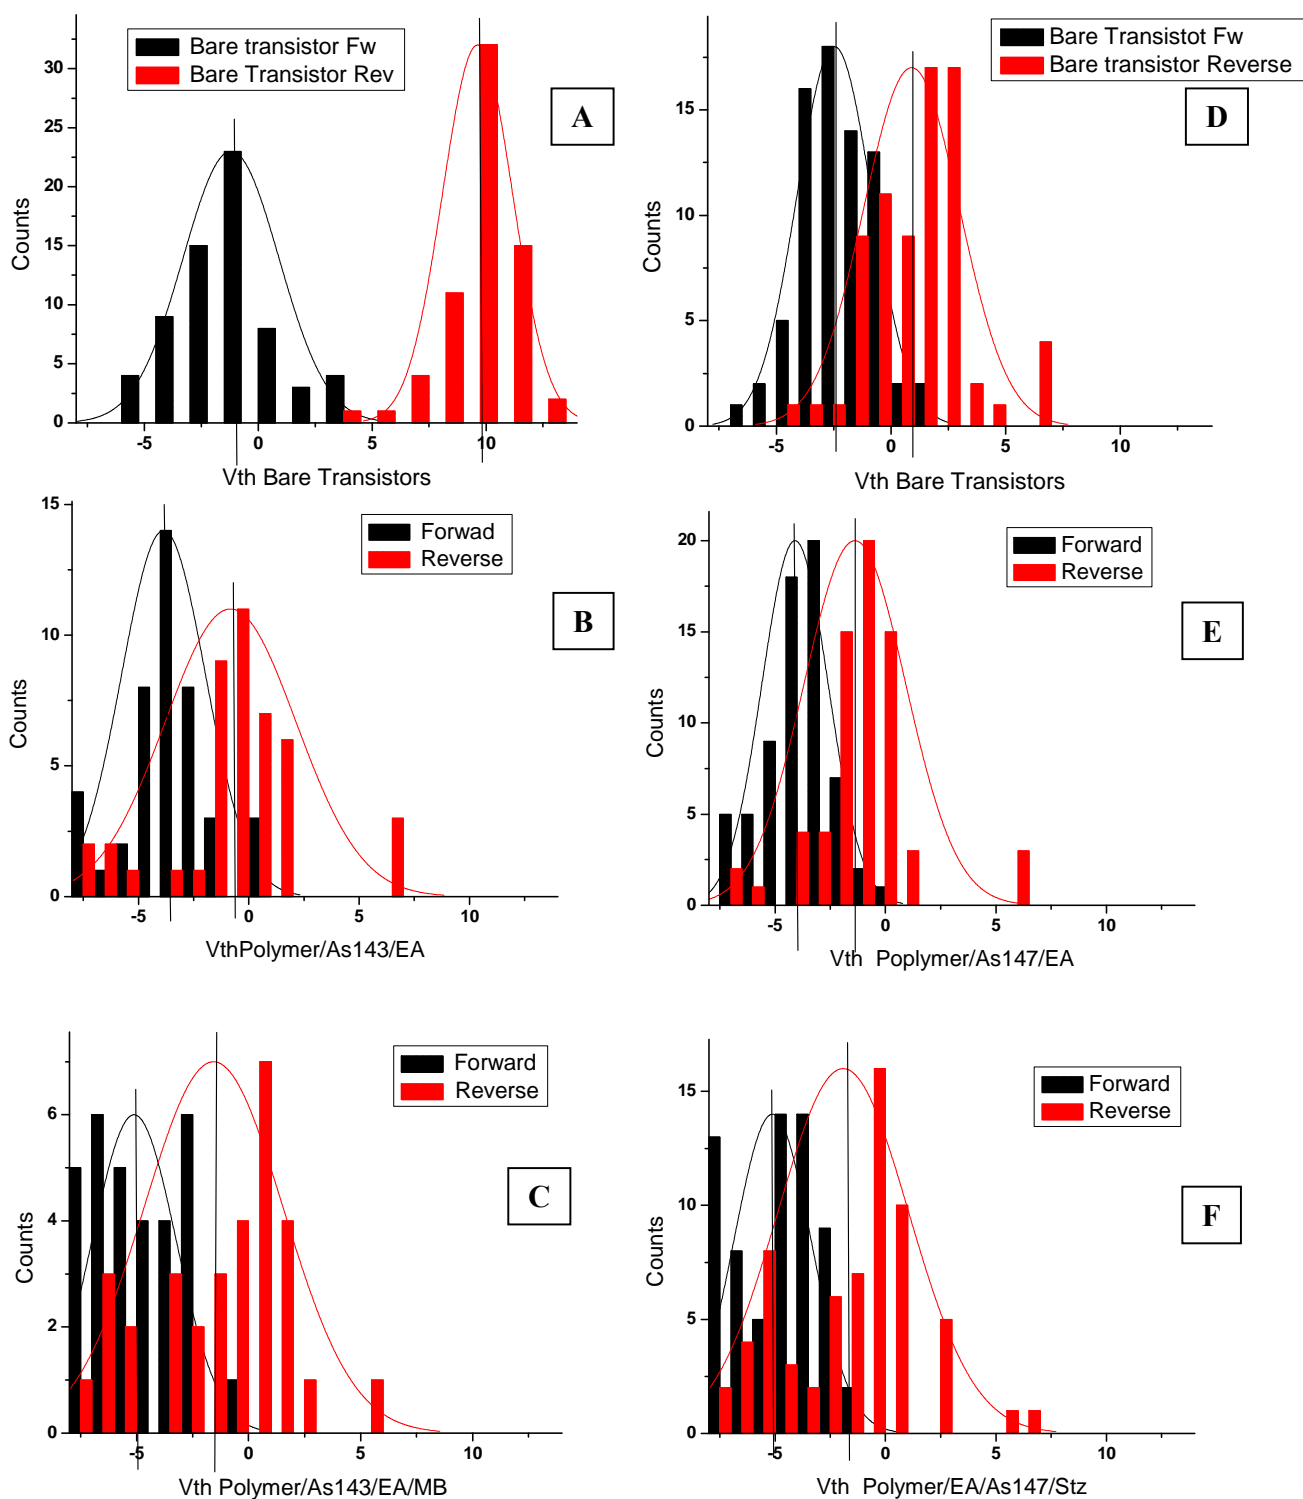 Bare transistor Fw
Bare Transistor Rev
A
Counts
30
25
20
15
10
5
0
-5 0 5 10
Vth Bare Transistors
Bare Transistot Fw
Bare transistor Reverse
D
Counts
15
10
5
0
-5 0 5 10
Vth Bare Transistors
Forwad
Reverse
B
Counts
15
10
5
0
-5 0 5 10
VthPolymer/As143/EA
Forward
Reverse
E
Counts
20
15
10
5
0
-5 0 5 10
Vth Poplymer/As147/EA
Forward
Reverse
C
Counts
6
4
2
0
-5 0 5 10
Vth Polymer/As143/EA/MB
Forward
Reverse
F
Counts
15
10
5
0
-5 0 5 10
Vth Polymer/EA/As147/Stz